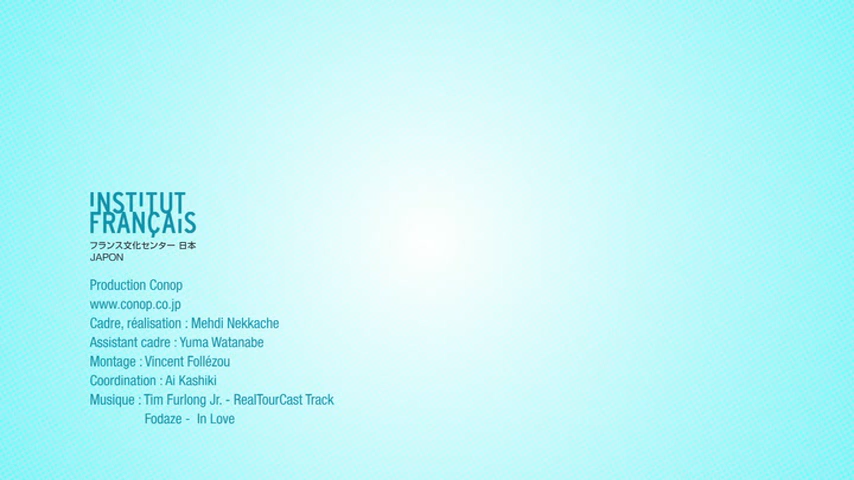 INSTITUT
FRANÇAIS
フランス文化センター 日本
JAPON
Production Conop
www.conop.co.jp
Cadre, réalisation : Mehdi Nekkache
Assistant cadre : Yuma Watanabe
Montage : Vincent Follézou
Coordination : Ai Kashiki
Musique : Tim Furlong Jr. - RealTourCast Track
Fodaze - In Love